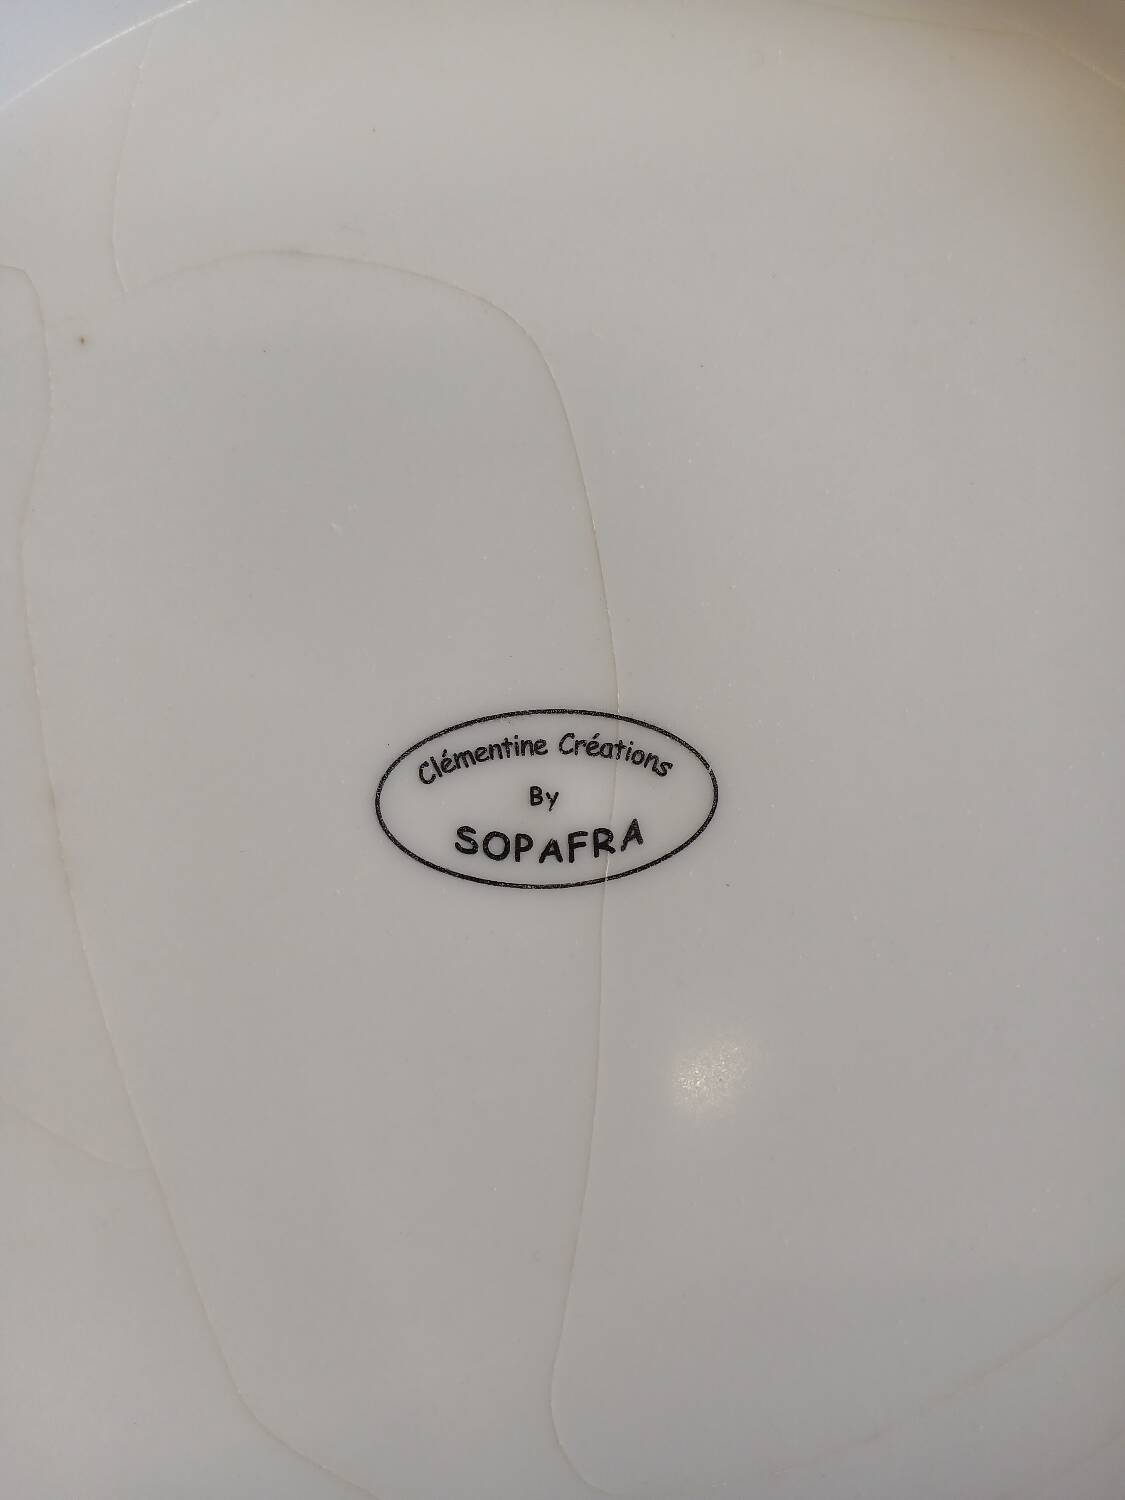 Clémentine Créations
By
SOPAFRA